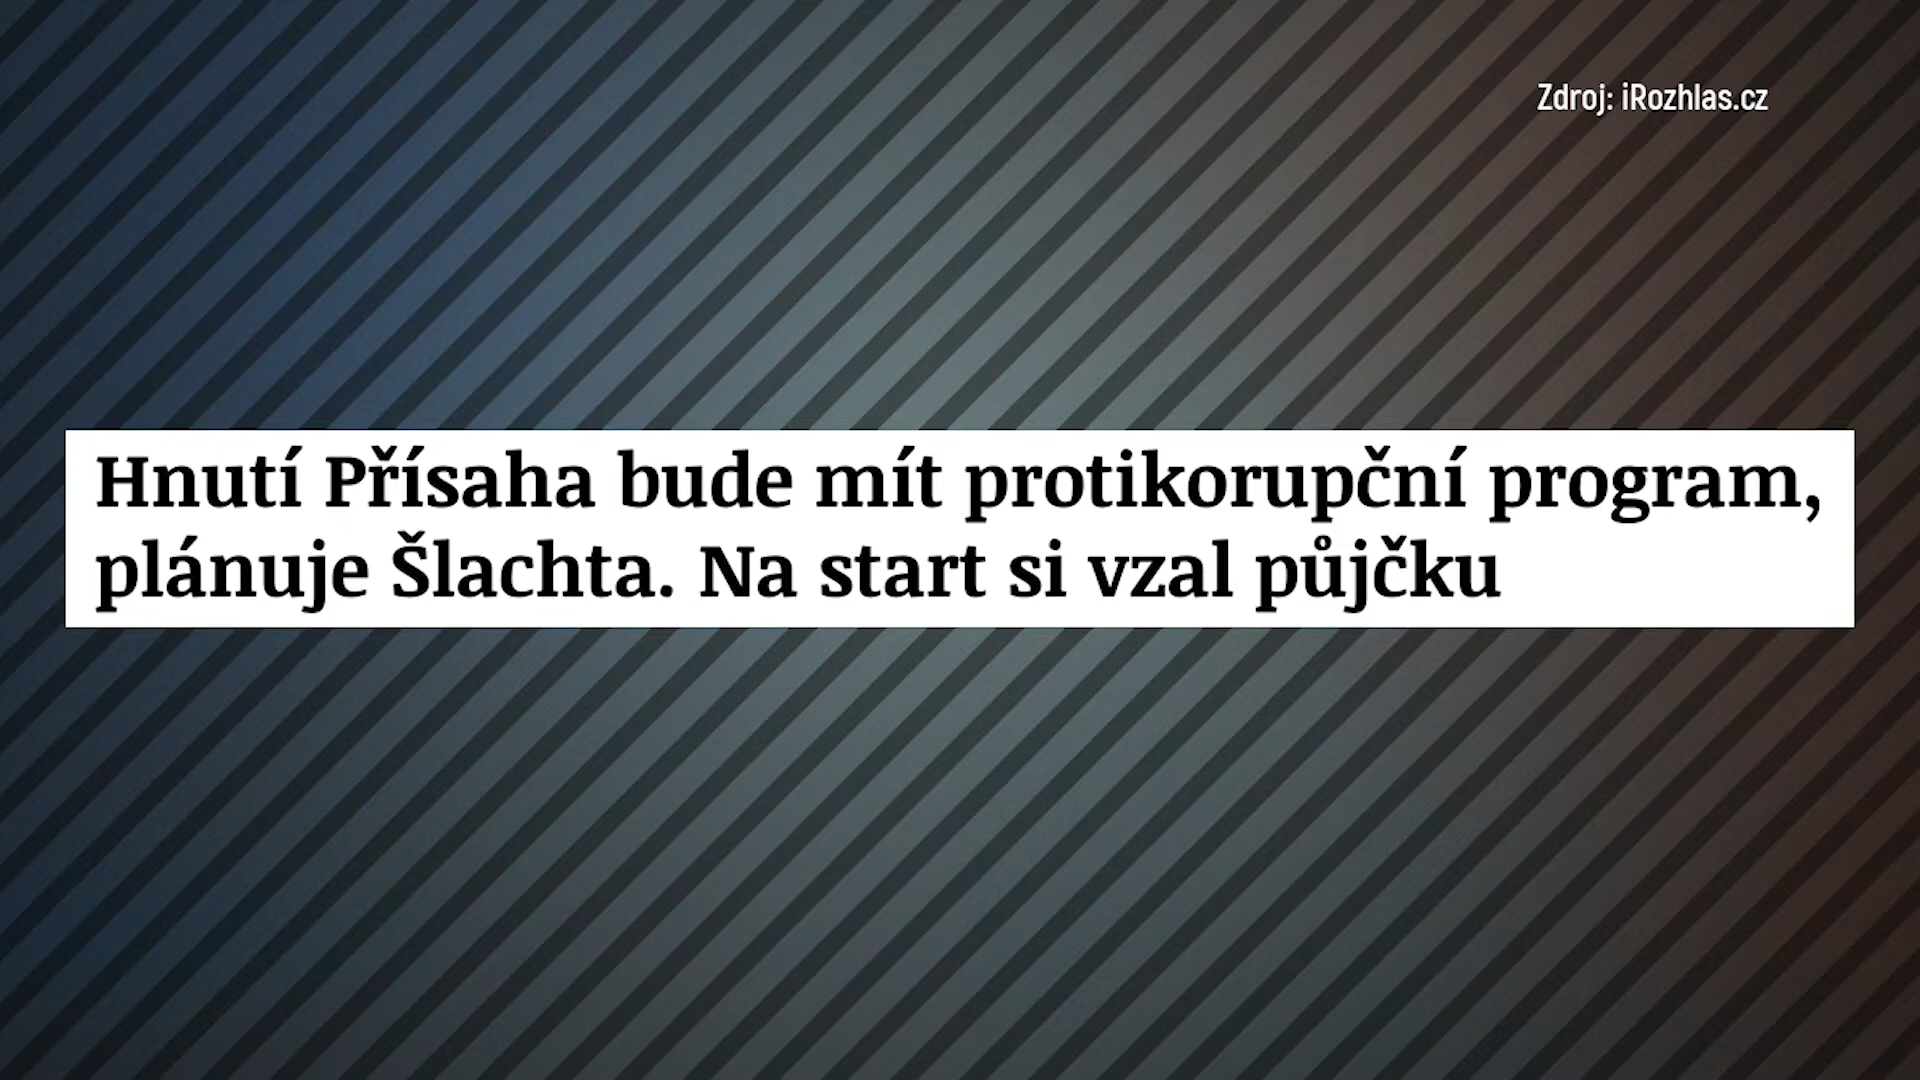 Zdroj: iRozhlas.cz
Hnutí Přísaha bude mít protikorupční program,
plánuje Šlachta. Na start si vzal půjčku